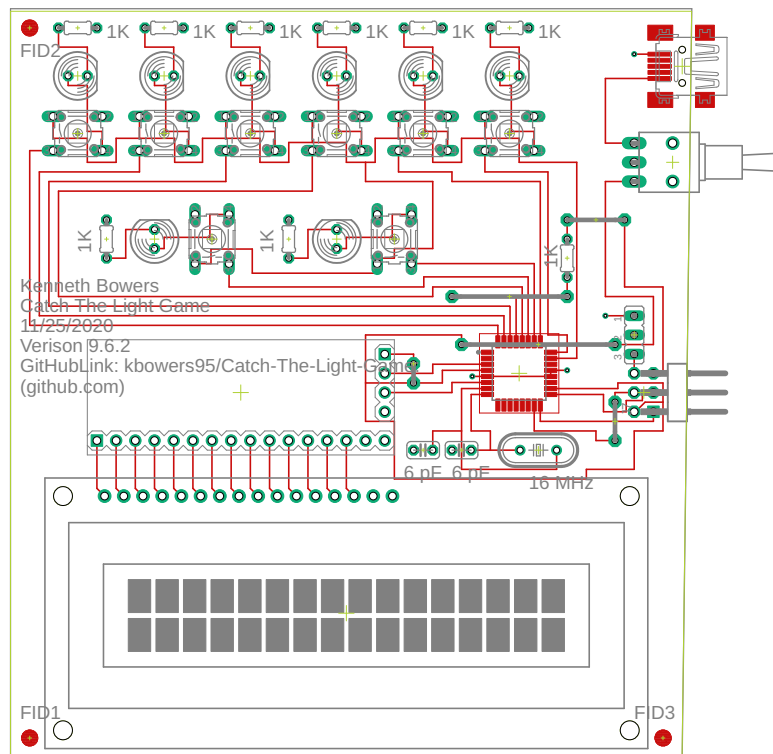 1K 1K 1K 1K 1K 1K
FID2
1K 1K 1K
Kenneth Bowers
Catch The Light Game
11/25/2020
Verison 9.6.2
GitHubLink: kbowers95/Catch-The-Light-Game
(github.com)
1
3
6 pF 6 pF
16 MHz
FID1 FID3